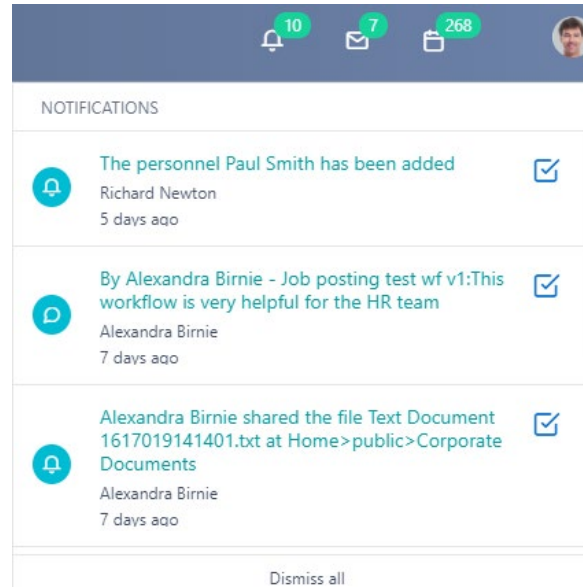 10 7 268
NOTIFICATIONS
The personnel Paul Smith has been added
Richard Newton
5 days ago
By Alexandra Birnie - Job posting test wf v1:This
workflow is very helpful for the HR team
Alexandra Birnie
7 days ago
Alexandra Birnie shared the file Text Document
1617019141401.txt at Home>public>Corporate
Documents
Alexandra Birnie
7 days ago
Dismiss all